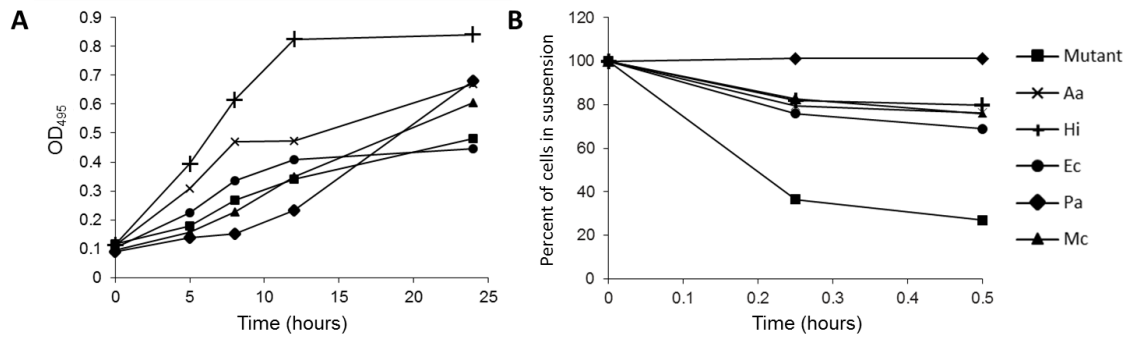 A
OD495
0.9
0.8
0.7
0.6
0.5
0.4
0.3
0.2
0.1
0
0 5 10 15 20 25
Time (hours)
B
Percent of cells in suspension
120
100
80
60
40
20
0
0 0.1 0.2 0.3 0.4 0.5
Time (hours)
Mutant
Aa
Hi
Ec
Pa
Mc